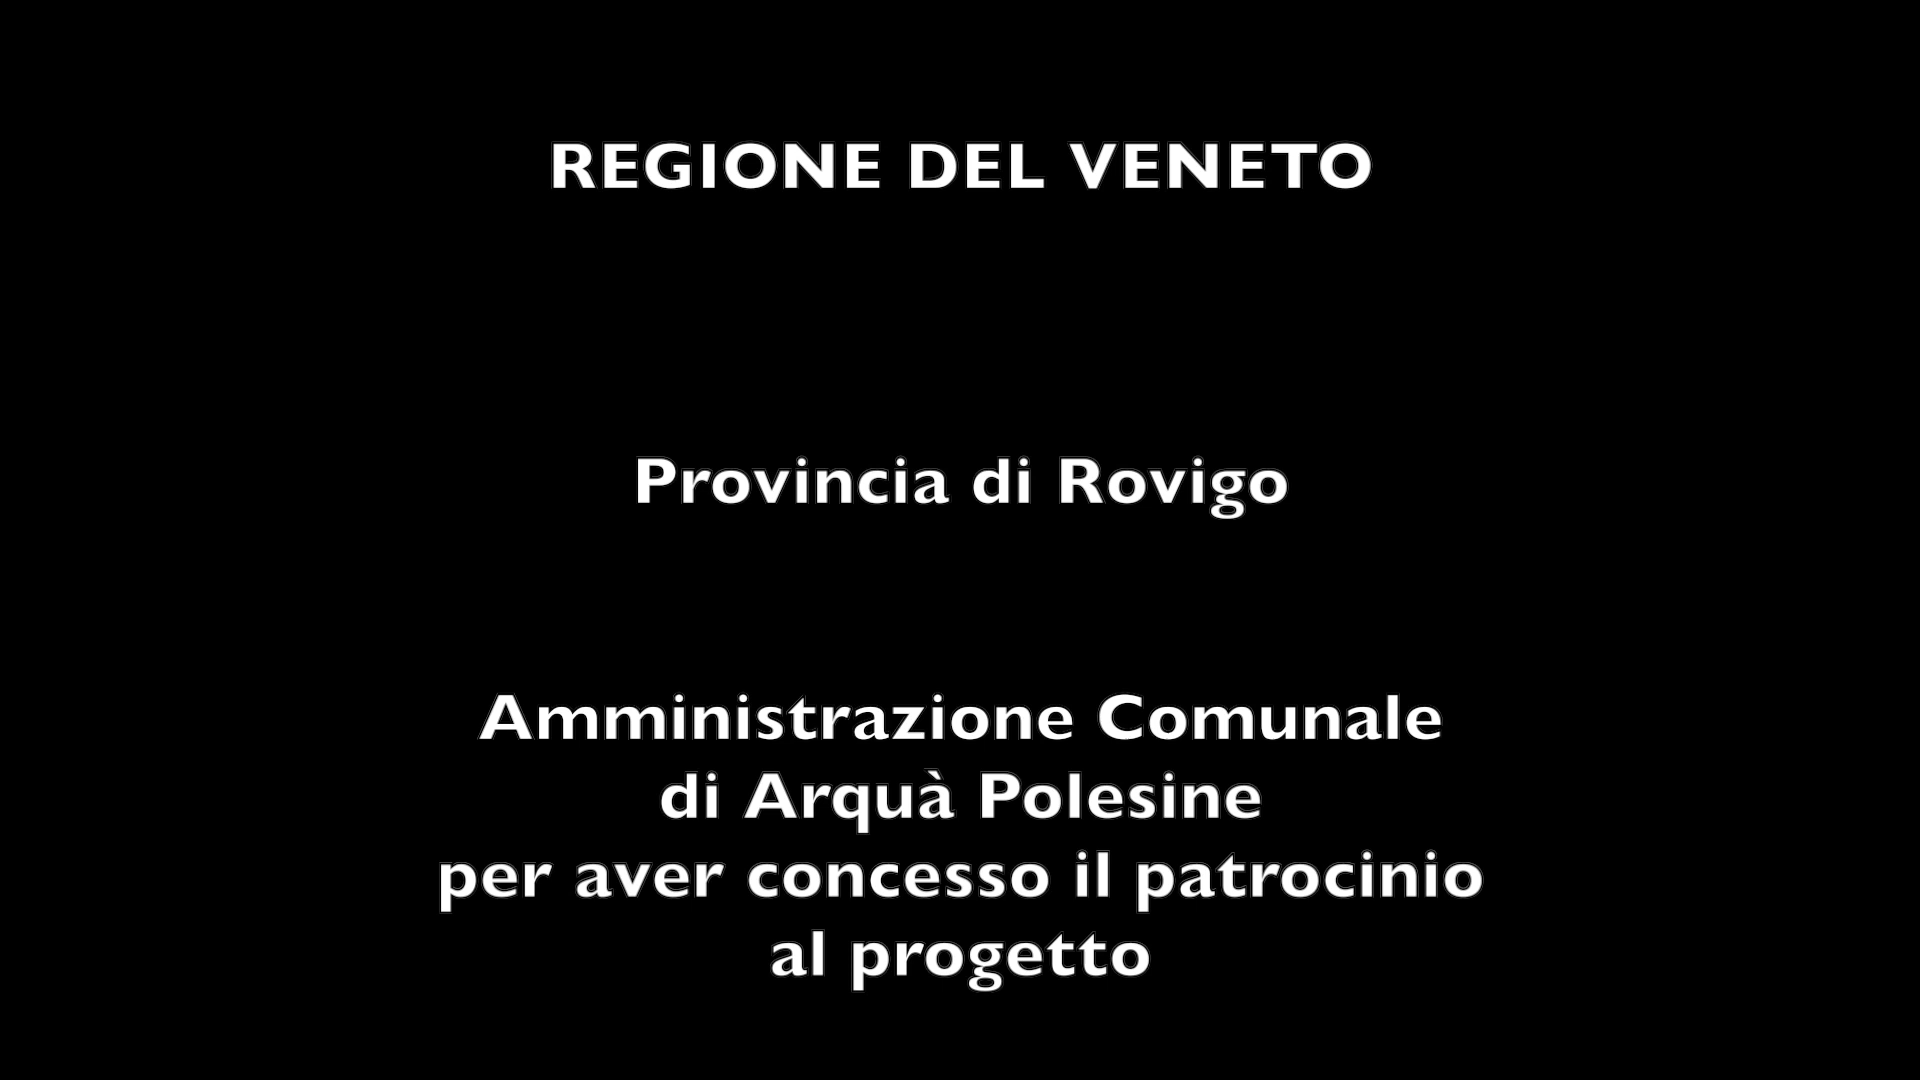 REGIONE DEL VENETO
Provincia di Rovigo
Amministrazione Comunale
di Arquà Polesine
per aver concesso il patrocinio
al progetto